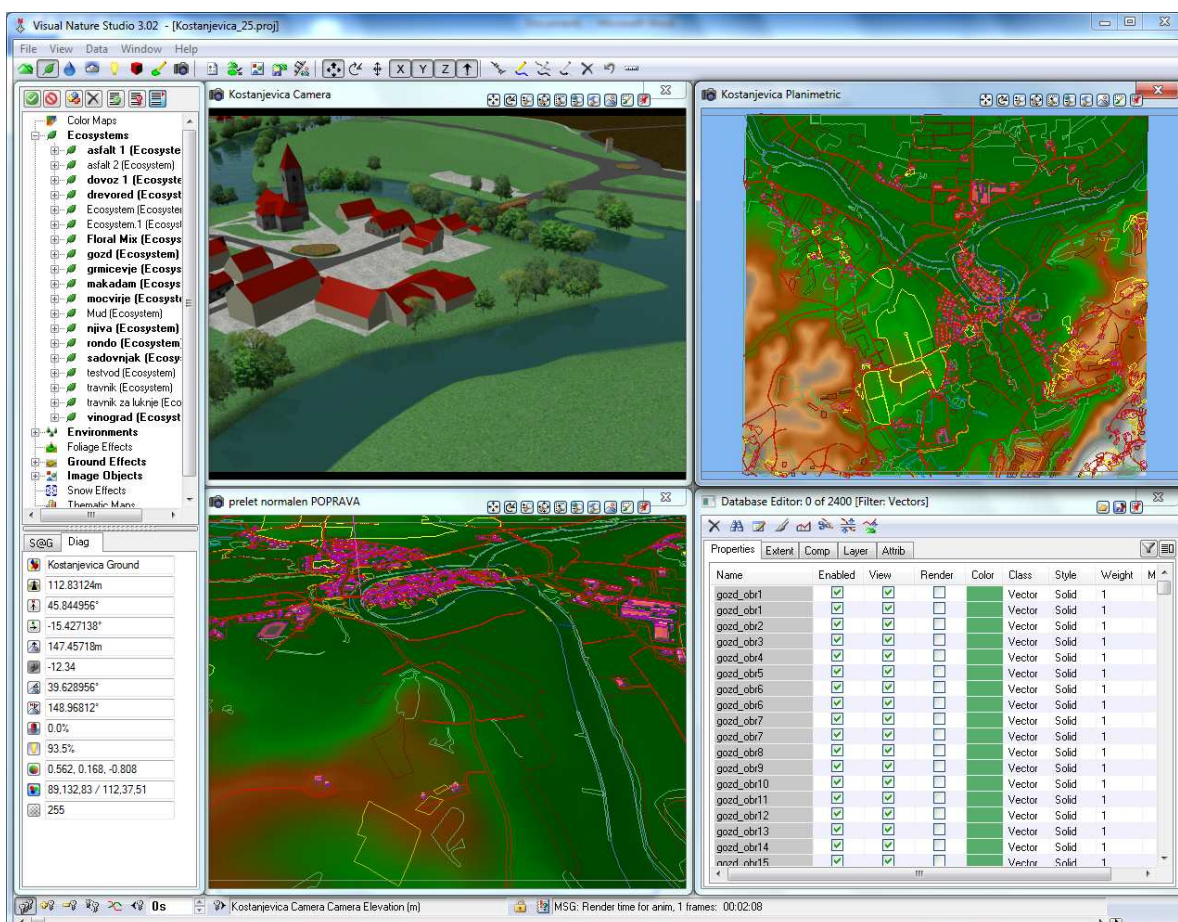 Visual Nature Studio 3.02 - [Kostanjevica_25.proj]
File View Data Window Help
X Y Z
Color Maps
Ecosystems
asfalt 1 (Ecosyste
asfalt 2 (Ecosystem)
dovoz 1 (Ecosyste
drevored (Ecosyst
Ecosystem (Ecosyster
Ecosystem.1 (Ecosyst
Floral Mix (Ecosys
gozd (Ecosystem)
grmicevje (Ecosys
makadam (Ecosys
mocvirje (Ecosyste
Mud (Ecosystem)
njiva (Ecosystem)
rondo (Ecosystem)
sadovnjak (Ecosy
testvod (Ecosystem)
travnik (Ecosystem)
travnik za luknje (Eco
vinograd (Ecosyst
Environments
Foliage Effects
Ground Effects
Image Objects
Snow Effects
Thematic Maps
S@G Diag
Kostanjevica Ground
112.83124m
45.844956°
-15.427138°
147.45718m
-12.34
39.628956°
148.96812°
0.0%
93.5%
0.562, 0.168, -0.808
89,132,83 / 112,37,51
255
Kostanjevica Camera
Kostanjevica Planimetric
prelet normalen POPRAVA
Database Editor: 0 of 2400 [Filter: Vectors]
Properties Extent Comp Layer Attrib
Name Enabled View Render Color Class Style Weight M
gozd_obr1 Vector Solid 1
gozd_obr1 Vector Solid 1
gozd_obr2 Vector Solid 1
gozd_obr3 Vector Solid 1
gozd_obr4 Vector Solid 1
gozd_obr5 Vector Solid 1
gozd_obr6 Vector Solid 1
gozd_obr6 Vector Solid 1
gozd_obr7 Vector Solid 1
gozd_obr7 Vector Solid 1
gozd_obr8 Vector Solid 1
gozd_obr9 Vector Solid 1
gozd_obr10 Vector Solid 1
gozd_obr11 Vector Solid 1
gozd_obr12 Vector Solid 1
gozd_obr13 Vector Solid 1
gozd_obr14 Vector Solid 1
gozd_obr15 Vector Solid 1
0s Kostanjevica Camera Camera Elevation (m) MSG: Render time for anim, 1 frames: 00:02:08